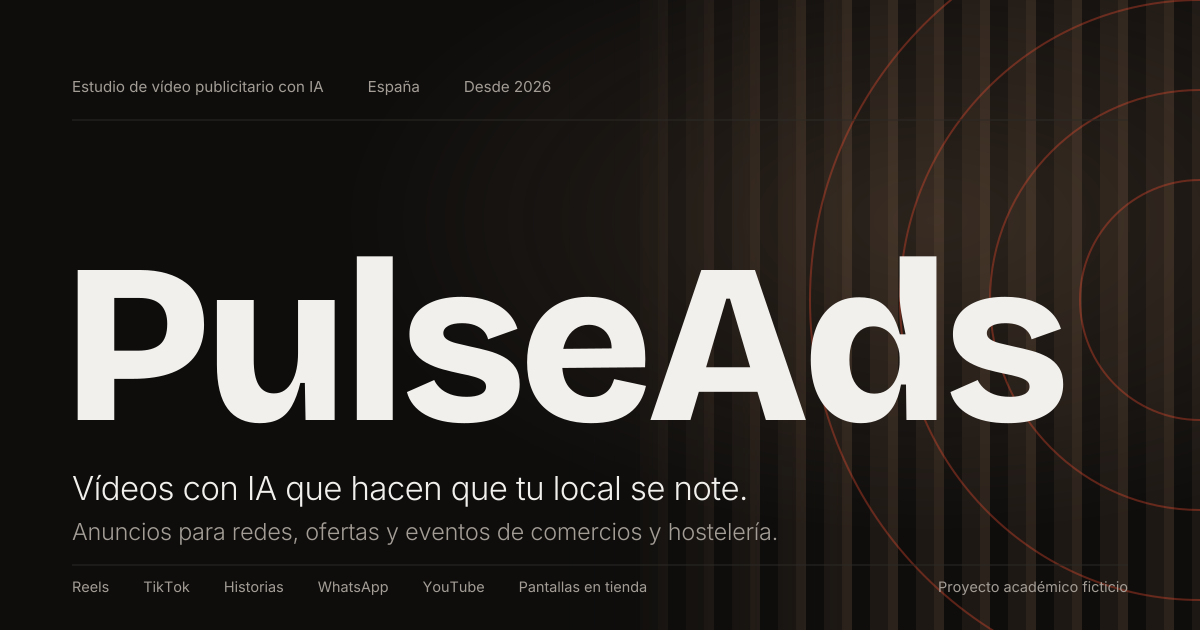 Estudio de vídeo publicitario con IA España Desde 2026
PulseAds
Vídeos con IA que hacen que tu local se note.
Anuncios para redes, ofertas y eventos de comercios y hostelería.
Reels TikTok Historias WhatsApp YouTube Pantallas en tienda Proyecto académico ficticio